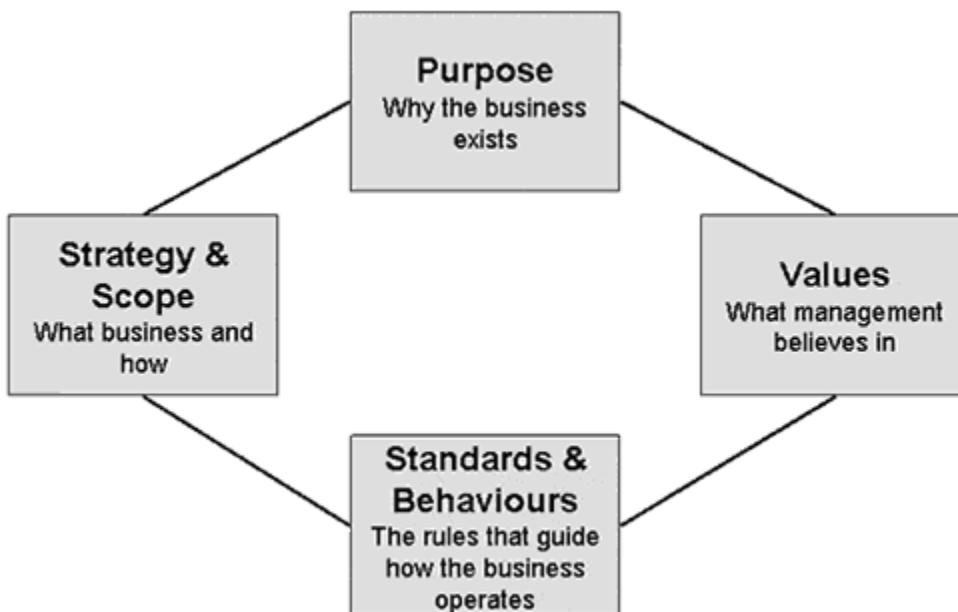 Purpose
Why the business
exists
Strategy &
Scope
What business and
how
Values
What management
believes in
Standards &
Behaviours
The rules that guide
how the business
operates